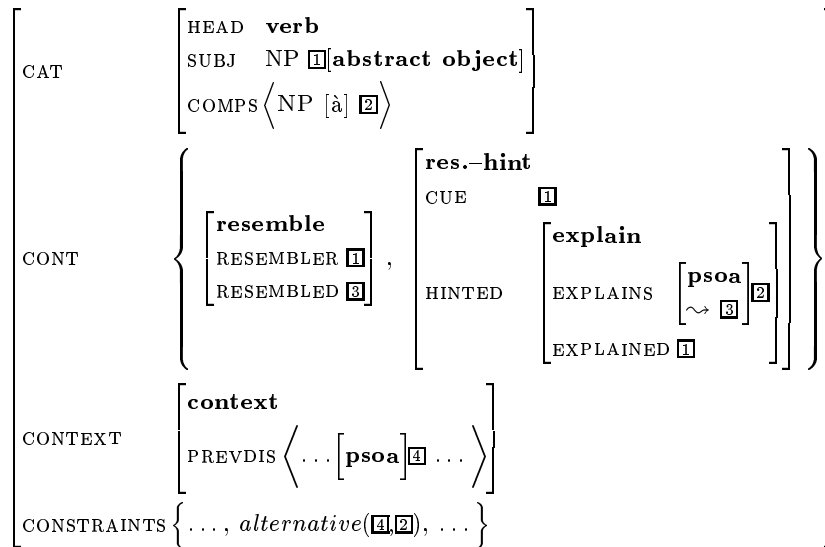 HEAD verb
SUBJ NP 1[abstract object]
CAT
COMPS ⟨NP [à] 2⟩
res.–hint
CUE 1
resemble
explain
RESEMBLER 1 ,
CONT
psoa
RESEMBLED 3
HINTED EXPLAINS 2
⤳ 3
EXPLAINED 1
context
CONTEXT
PREVDIS ⟨... [psoa]4 ...⟩
CONSTRAINTS {..., alternative(4,2), ...}